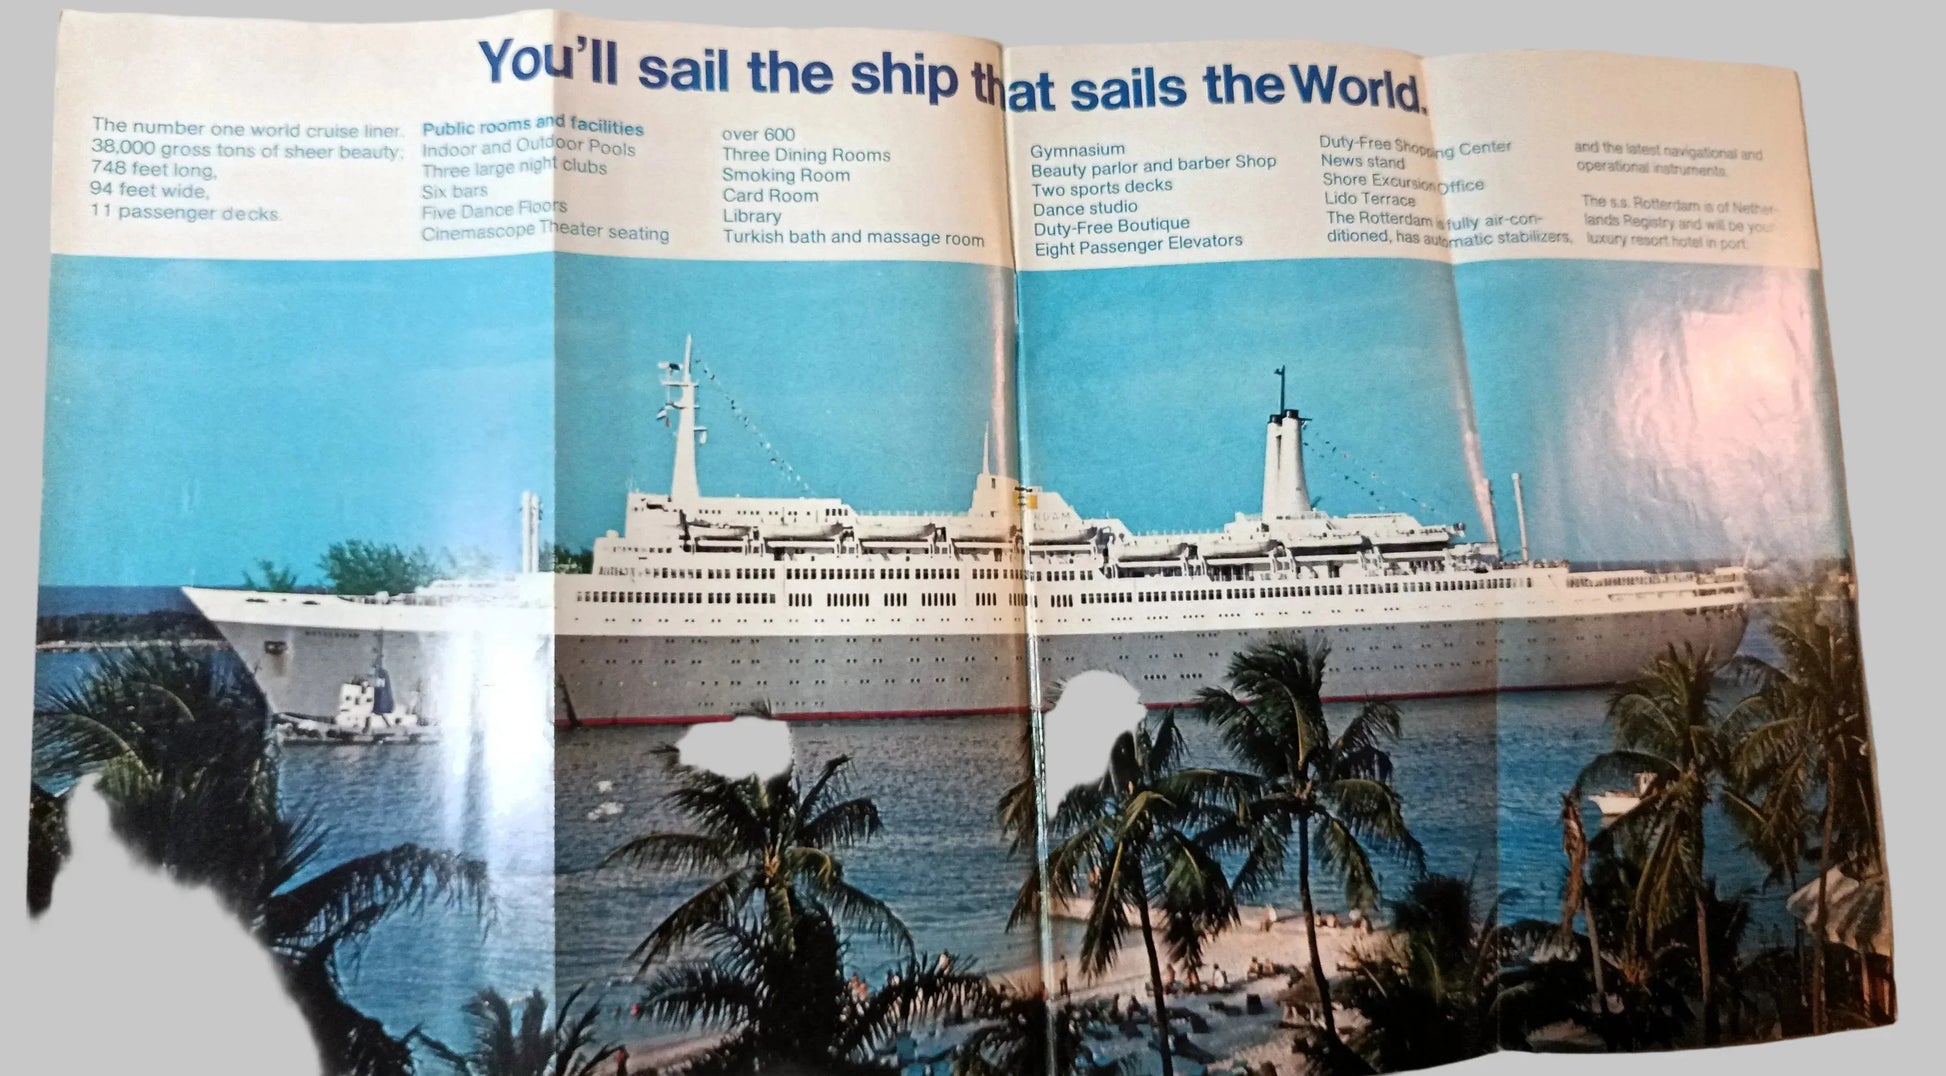 You'll sail the ship that sails the World.
The number one world cruise liner.
38,000 gross tons of sheer beauty;
748 feet long,
94 feet wide,
11 passenger decks.
Public rooms and facilities
Indoor and Outdoor Pools
Three large night clubs
Six bars
Five Dance Floors
Cinemascope Theater seating
over 600
Three Dining Rooms
Smoking Room
Card Room
Library
Turkish bath and massage room
Gymnasium
Beauty parlor and barber Shop
Two sports decks
Dance studio
Duty-Free Boutique
Eight Passenger Elevators
Duty-Free Shopping Center
News stand
Shore Excursion Office
Lido Terrace
The Rotterdam is fully air-con-
ditioned, has automatic stabilizers,
and the latest navigational and
operational instruments.
The s.s. Rotterdam is of Nether-
lands Registry and will be your
luxury resort hotel in port.
ROTTERDAM